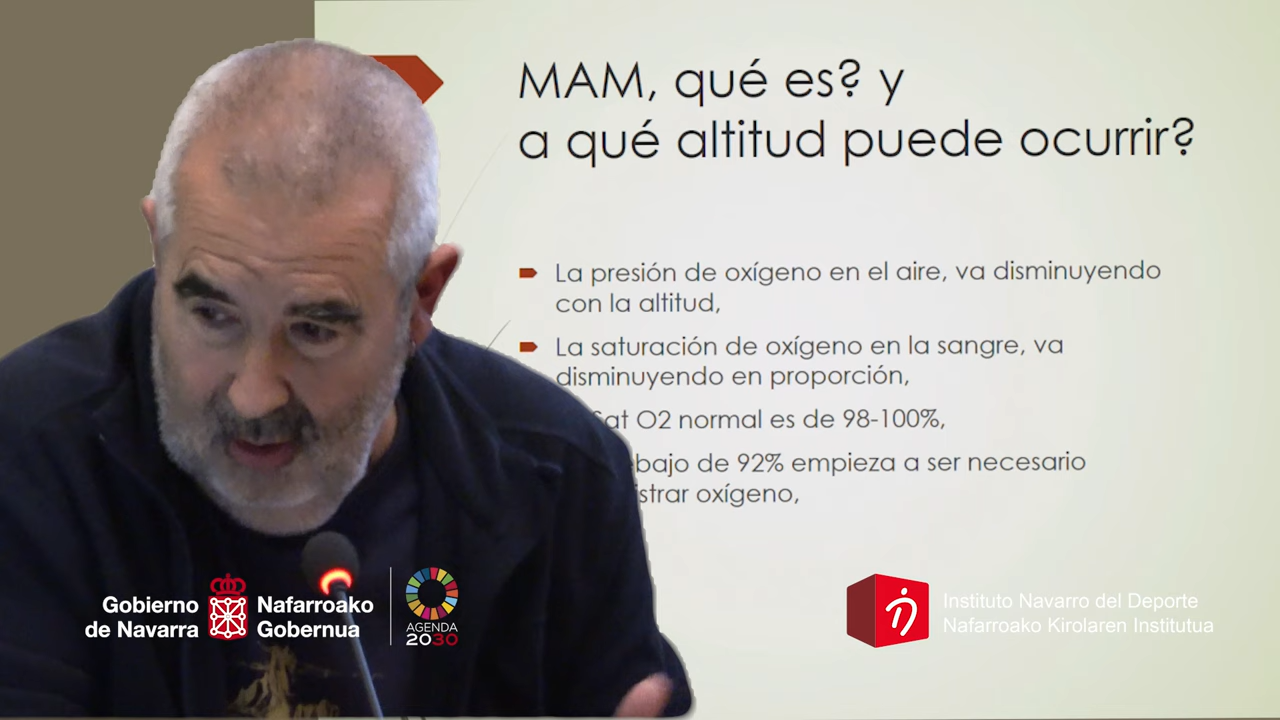 MAM, qué es? y
a qué altitud puede ocurrir?
La presión de oxígeno en el aire, va disminuyendo
con la altitud,
La saturación de oxígeno en la sangre, va
disminuyendo en proporción,
O2 normal es de 98-100%,
de 92% empieza a ser necesario
oxígeno,
Gobierno
de Navarra
Nafarroako
Gobernua
AGENDA
2030
Instituto Navarro del Deporte
Nafarroako Kirolaren Institutua